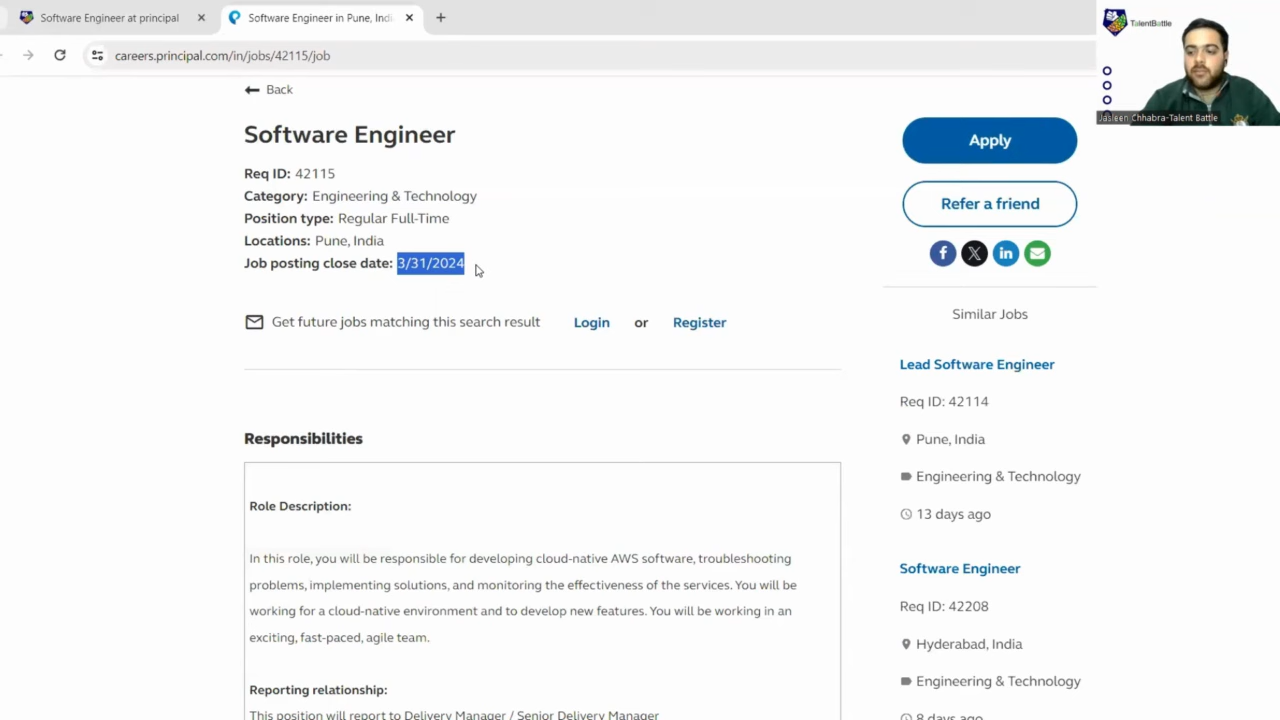 Software Engineer at principal
Software Engineer in Pune, Indi
careers.principal.com/in/jobs/42115/job
TalentBattle
Jasleen Chhabra-Talent Battle
Back
Software Engineer
Req ID: 42115
Category: Engineering & Technology
Position type: Regular Full-Time
Locations: Pune, India
Job posting close date: 3/31/2024
Get future jobs matching this search result
Login or Register
Responsibilities
Role Description:
In this role, you will be responsible for developing cloud-native AWS software, troubleshooting
problems, implementing solutions, and monitoring the effectiveness of the services. You will be
working for a cloud-native environment and to develop new features. You will be working in an
exciting, fast-paced, agile team.
Reporting relationship:
This position will report to Delivery Manager / Senior Delivery Manager
Apply
Refer a friend
Similar Jobs
Lead Software Engineer
Req ID: 42114
Pune, India
Engineering & Technology
13 days ago
Software Engineer
Req ID: 42208
Hyderabad, India
Engineering & Technology
8 days ago